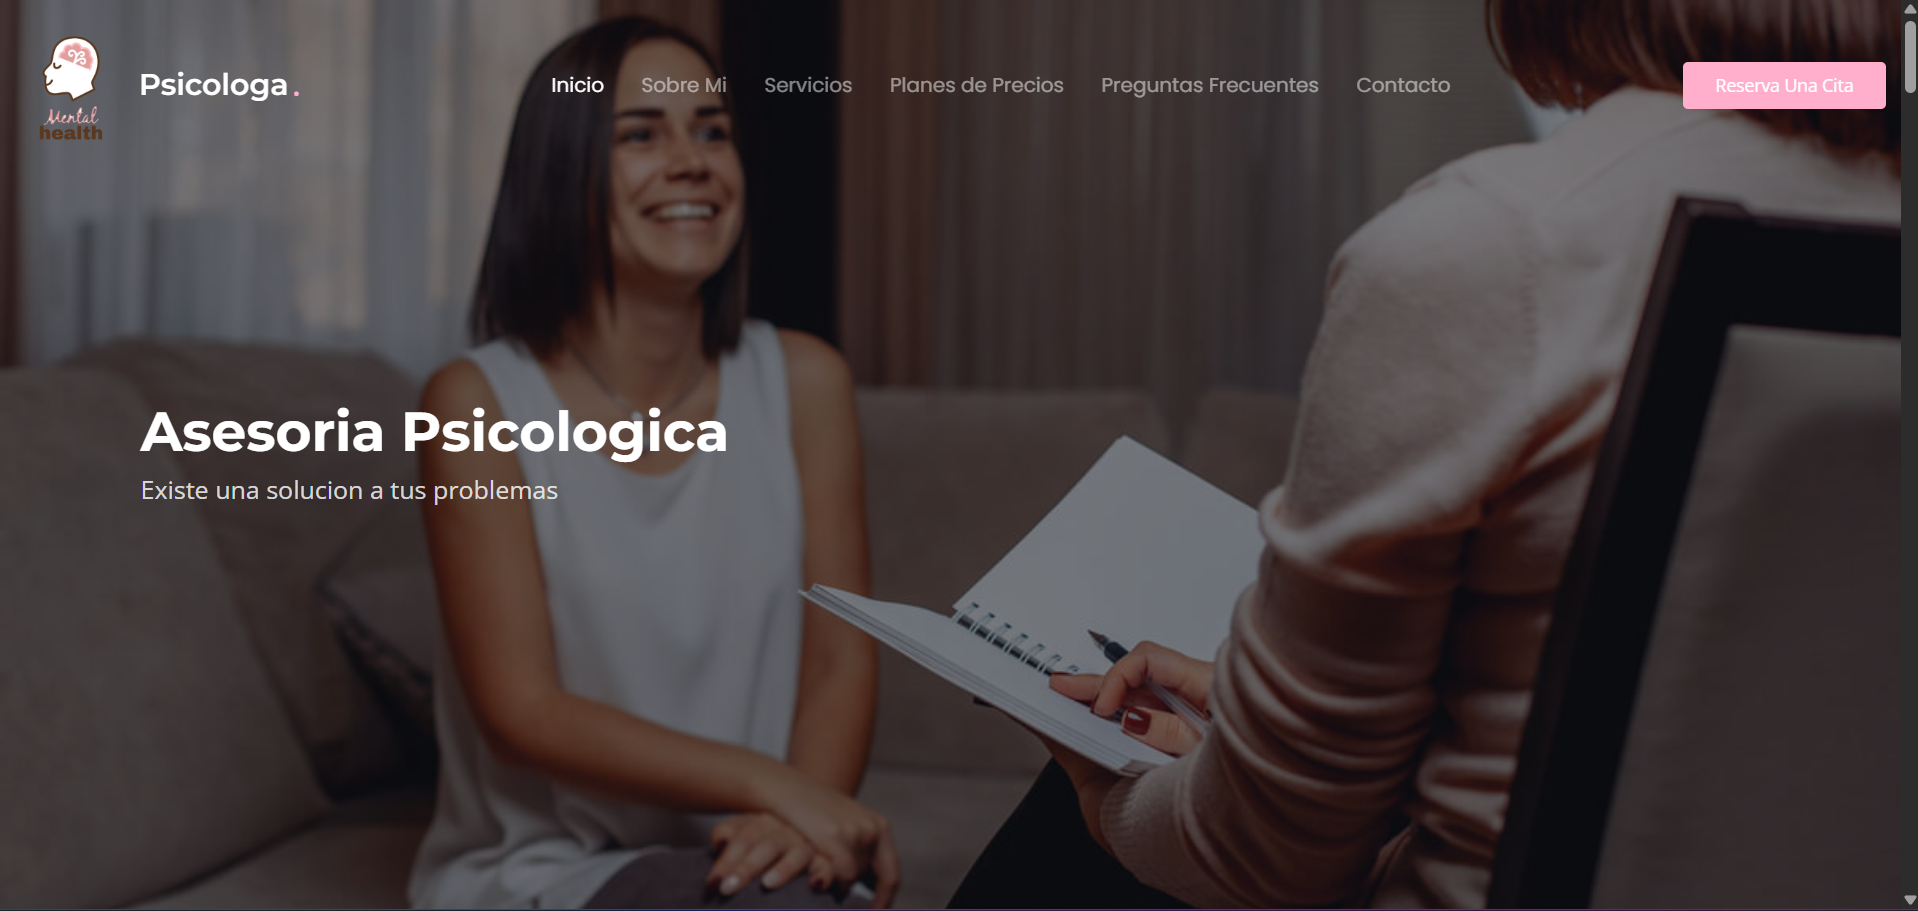 Mental
health
Psicologa.
Inicio
Sobre Mi
Servicios
Planes de Precios
Preguntas Frecuentes
Contacto
Reserva Una Cita
Asesoria Psicologica
Existe una solucion a tus problemas